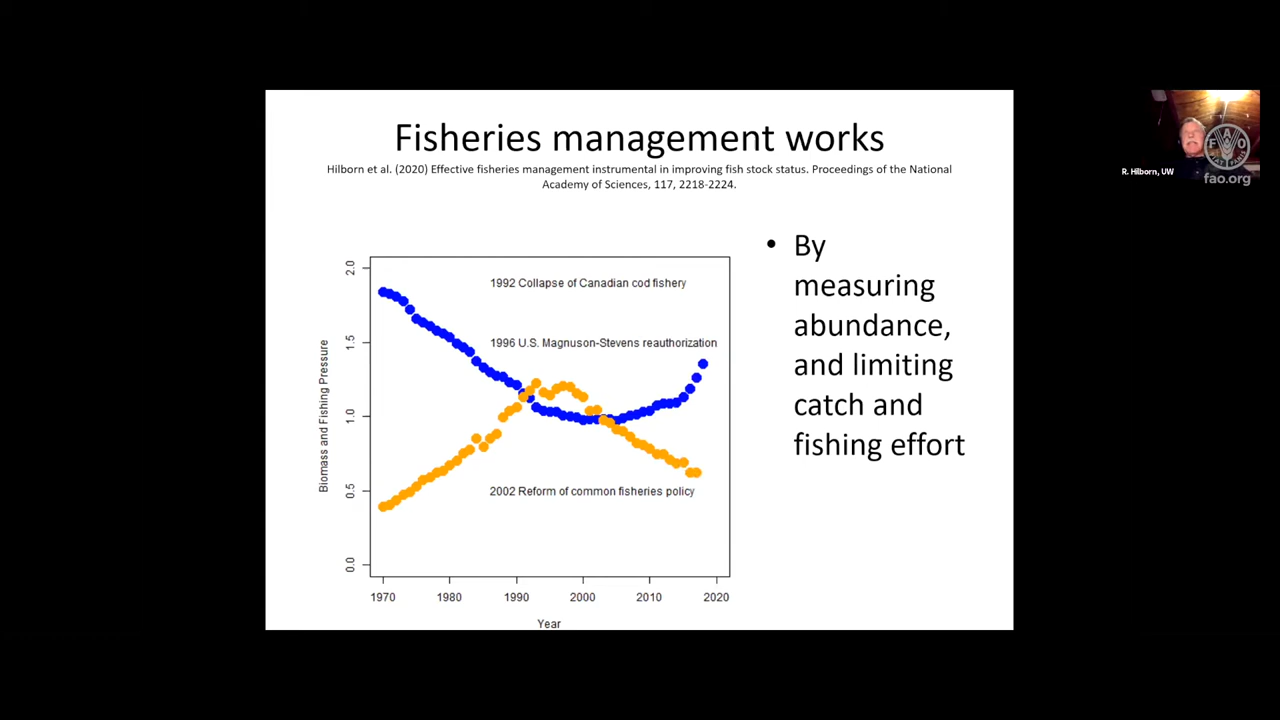 Fisheries management works
Hilborn et al. (2020) Effective fisheries management instrumental in improving fish stock status. Proceedings of the National
Academy of Sciences, 117, 2218-2224.
2.0
1.5
1.0
0.5
0.0
Biomass and Fishing Pressure
1992 Collapse of Canadian cod fishery
1996 U.S. Magnuson-Stevens reauthorization
2002 Reform of common fisheries policy
1970 1980 1990 2000 2010 2020
Year
• By
measuring
abundance,
and limiting
catch and
fishing effort
R. Hilborn, UW
F A O
fao.org